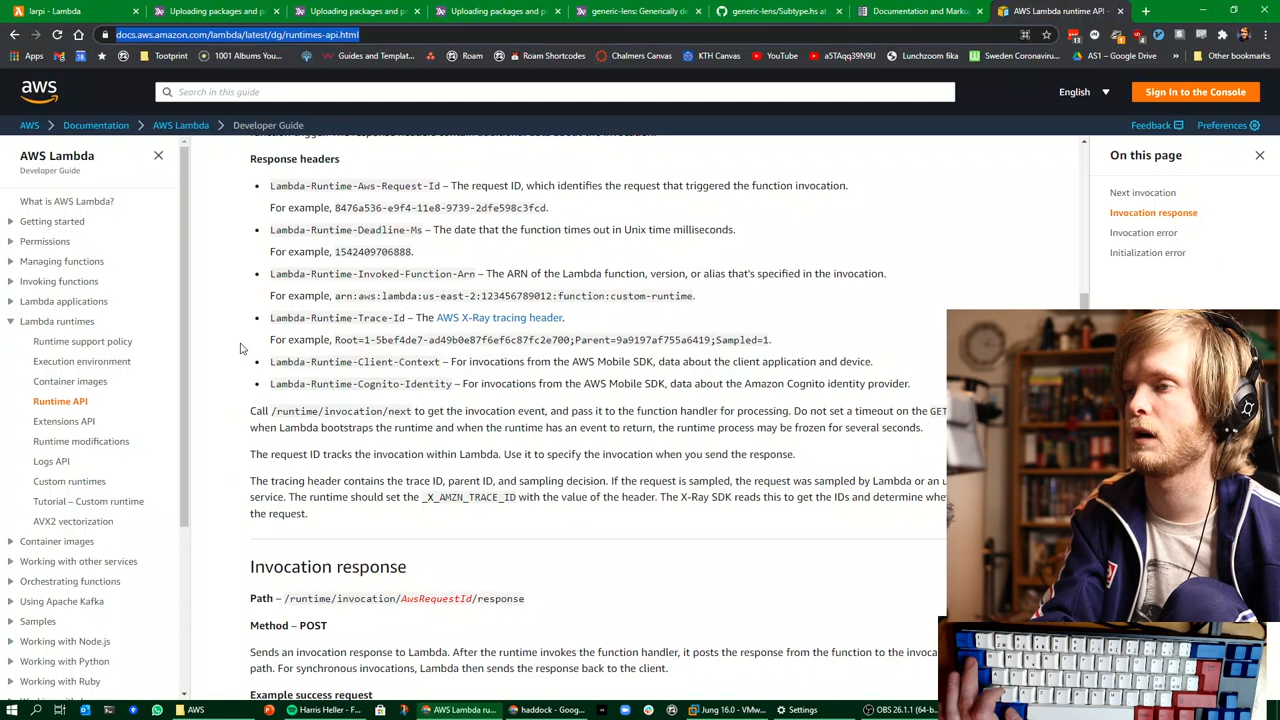 larpi - Lambda
Uploading packages and p
Uploading packages and p
Uploading packages and p
generic-lens: Generically de
generic-lens/Subtype.hs at
Documentation and Marku
AWS Lambda runtime API -
docs.aws.amazon.com/lambda/latest/dg/runtimes-api.html
Apps
Tootin
1001 Albums You...
Guides and Templat...
Roam
Roam Shortcuts
Chalmers Canvas
KTH Canvas
YouTube
a5TAqq39N9U
Lunchzoom fika
Sweden Coronaviru...
AS1 – Google Drive
Other bookmarks
aws
Search in this guide
English
Sign In to the Console
AWS
Documentation
AWS Lambda
Developer Guide
Feedback
Preferences
AWS Lambda
Developer Guide
What is AWS Lambda?
Getting started
Permissions
Managing functions
Invoking functions
Lambda applications
Lambda runtimes
Runtime support policy
Execution environment
Container images
Runtime API
Extensions API
Runtime modifications
Logs API
Custom runtimes
Tutorial – Custom runtime
AVX2 vectorization
Container images
Working with other services
Orchestrating functions
Using Apache Kafka
Samples
Working with Node.js
Working with Python
Working with Ruby
function trigger. The response headers contain additional data about the invocation.
Response headers
Lambda-Runtime-Aws-Request-Id – The request ID, which identifies the request that triggered the function invocation.
For example, 8476a536-e9f4-11e8-9739-2dfe598c3fcd.
Lambda-Runtime-Deadline-Ms – The date that the function times out in Unix time milliseconds.
For example, 1542409706888.
Lambda-Runtime-Invoked-Function-Arn – The ARN of the Lambda function, version, or alias that's specified in the invocation.
For example, arn:aws:lambda:us-east-2:123456789012:function:custom-runtime.
Lambda-Runtime-Trace-Id – The AWS X-Ray tracing header.
For example, Root=1-5bef4de7-ad49b0e87f6ef6c87fc2e700;Parent=9a9197af755a6419;Sampled=1.
Lambda-Runtime-Client-Context – For invocations from the AWS Mobile SDK, data about the client application and device.
Lambda-Runtime-Cognito-Identity – For invocations from the AWS Mobile SDK, data about the Amazon Cognito identity provider.
Call /runtime/invocation/next to get the invocation event, and pass it to the function handler for processing. Do not set a timeout on the GET
when Lambda bootstraps the runtime and when the runtime has an event to return, the runtime process may be frozen for several seconds.
The request ID tracks the invocation within Lambda. Use it to specify the invocation when you send the response.
The tracing header contains the trace ID, parent ID, and sampling decision. If the request is sampled, the request was sampled by Lambda or an u
service. The runtime should set the _X_AMZN_TRACE_ID with the value of the header. The X-Ray SDK reads this to get the IDs and determine whe
the request.
Invocation response
Path – /runtime/invocation/AwsRequestId/response
Method – POST
Sends an invocation response to Lambda. After the runtime invokes the function handler, it posts the response from the function to the invoca
path. For synchronous invocations, Lambda then sends the response back to the client.
Example success request
On this page
Next invocation
Invocation response
Invocation error
Initialization error
AWS
Harris Heller – F...
AWS Lambda ru...
haddock – Goog...
Jung 16.0 – VMw...
Settings
OBS 26.1.1 (64-b